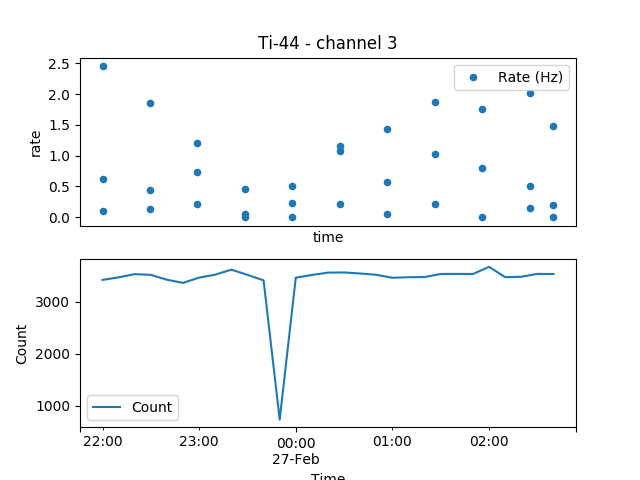 Ti-44 - channel 3
2.5
2.0
1.5
1.0
0.5
0.0
rate
Rate (Hz)
time
3000
2000
1000
Count
Count
22:00 23:00 00:00 01:00 02:00
27-Feb
Time